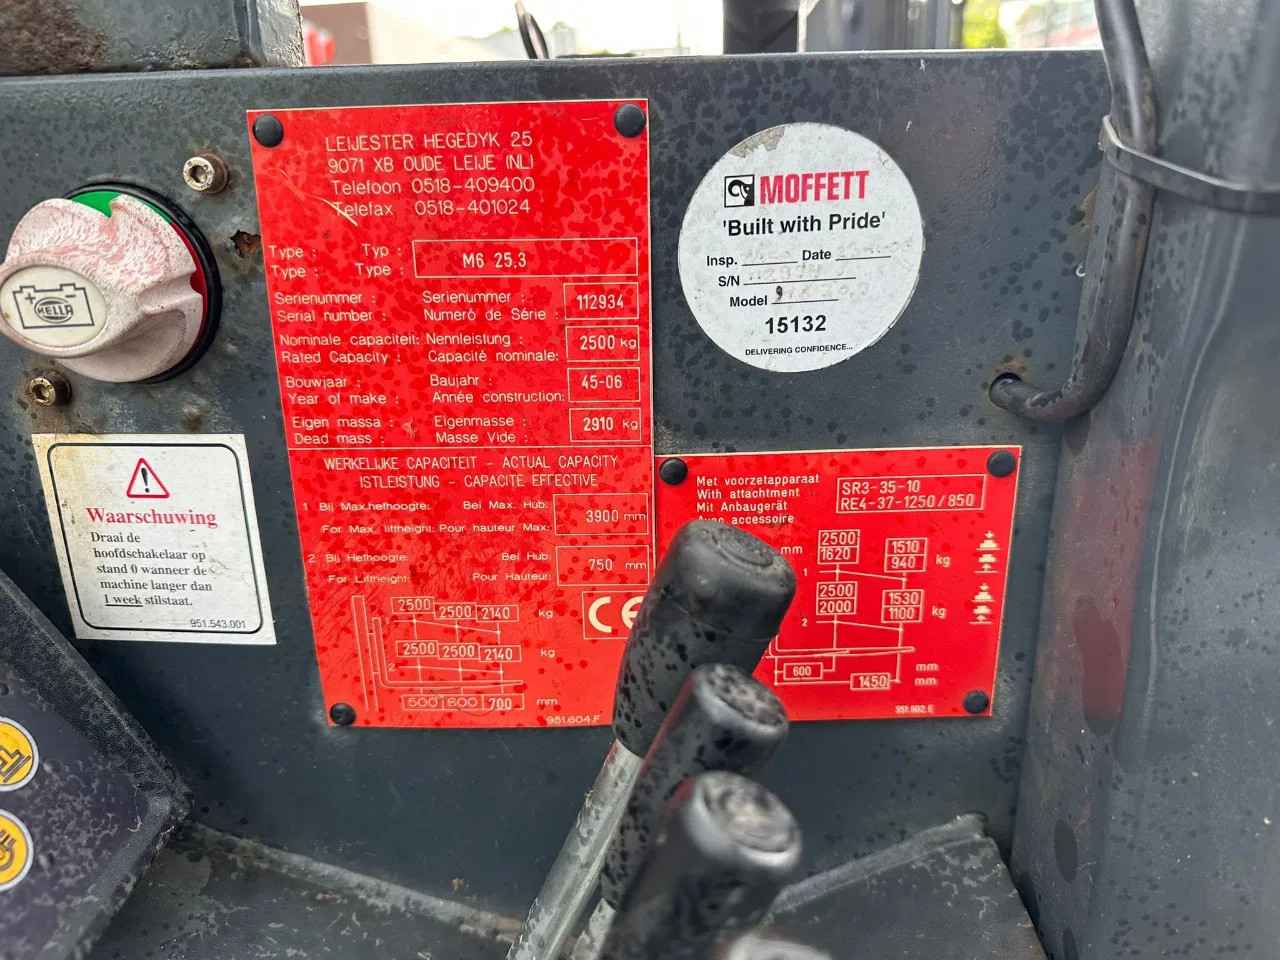 LEIJESTER HEGEDYK 25
9071 XB OUDE LEIJE (NL)
Telefoon 0518-409400
Telefax 0518-401024
Type : Typ :
Type : Type :
M6 25,3
Serienummer : Serienummer :
Serial number : Numeró de Série :
112934
Nominale capaciteit: Nennleistung :
Rated Capacity : Capacité nominale:
2500 kg
Bouwjaar : Baujahr :
Year of make : Année construction:
45-06
Eigen massa : Eigenmasse :
Dead mass : Masse Vide :
2910 kg
WERKELIJKE CAPACITEIT - ACTUAL CAPACITY
ISTLEISTUNG - CAPACITE EFFECTIVE
1 Bij Max.hefhoogte: Bei Max. Hub:
For Max. liftheight: Pour hauteur Max:
3900 mm
2 Bij Hefhoogte: Bei Hub:
For Liftheight: Pour Hauteur:
750 mm
2500 2500 2140 kg
1
2500 2500 2140 kg
2
500 600 700 mm
CE
951.604.F
MOFFETT
'Built with Pride'
Insp. Date
S/N
Model
15132
DELIVERING CONFIDENCE...
Met voorzetapparaat
With attachment
Mit Anbaugerät
Avec accessoire
SR3-35-10
RE4-37-1250/850
mm
2500 1510
1620 940 kg
1
2500 1530
2000 1100 kg
2
600 mm
1450 mm
951.602.E
HELLA
Waarschuwing
Draai de
hoofdschakelaar op
stand 0 wanneer de
machine langer dan
1 week stilstaat.
951.543.001